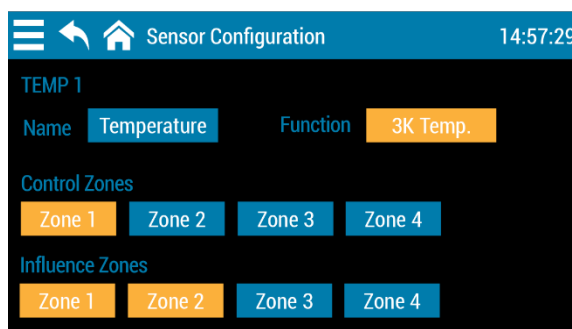 Sensor Configuration 14:57:29
TEMP 1
Name Temperature Function 3K Temp.
Control Zones
Zone 1 Zone 2 Zone 3 Zone 4
Influence Zones
Zone 1 Zone 2 Zone 3 Zone 4